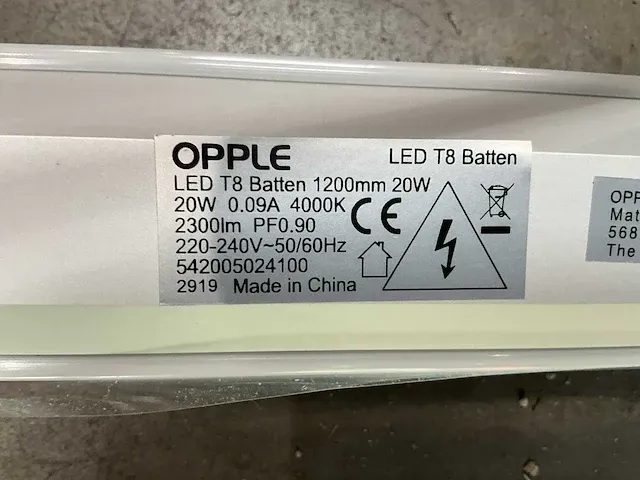 OPPLE LED T8 Batten
LED T8 Batten 1200mm 20W
20W 0.09A 4000K
2300lm PF0.90
220-240V~50/60Hz
542005024100
2919 Made in China
CE
OPP
Mat
568
The